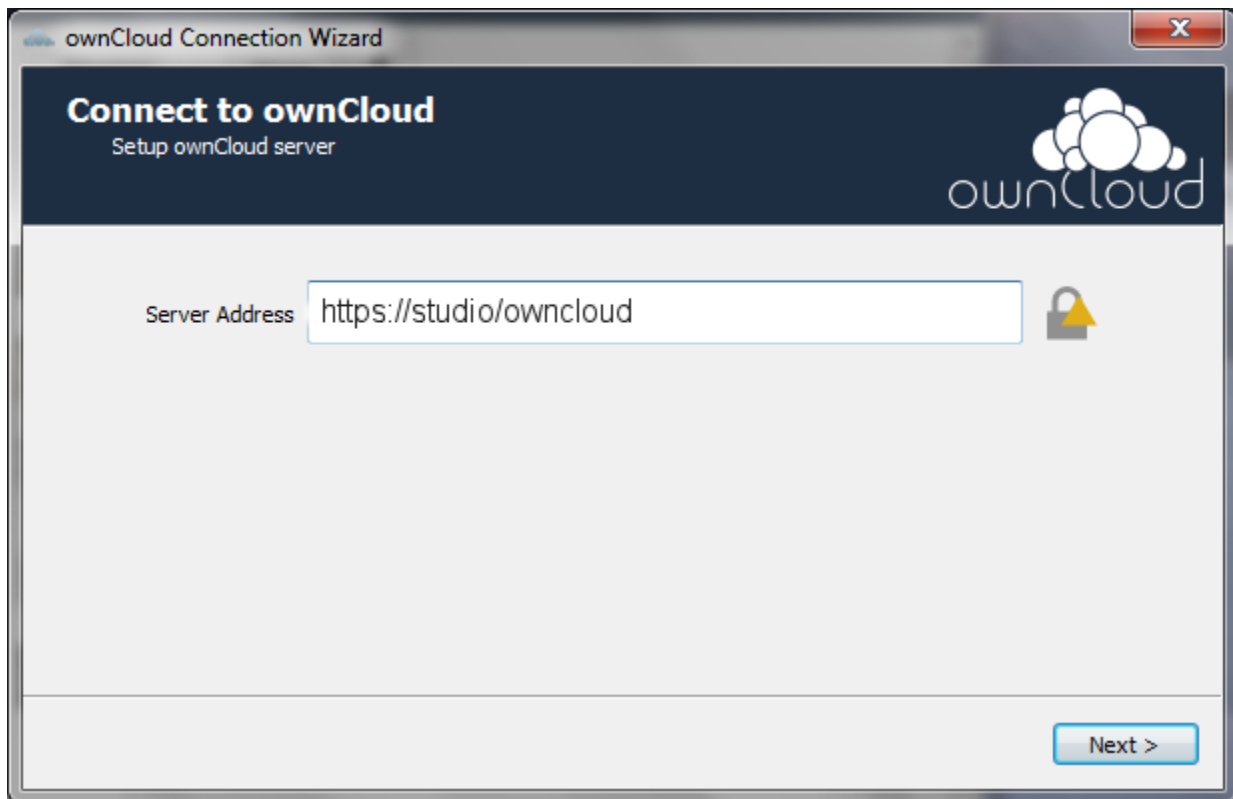 ownCloud Connection Wizard
Connect to ownCloud
Setup ownCloud server
ownCloud
Server Address https://studio/owncloud
Next >